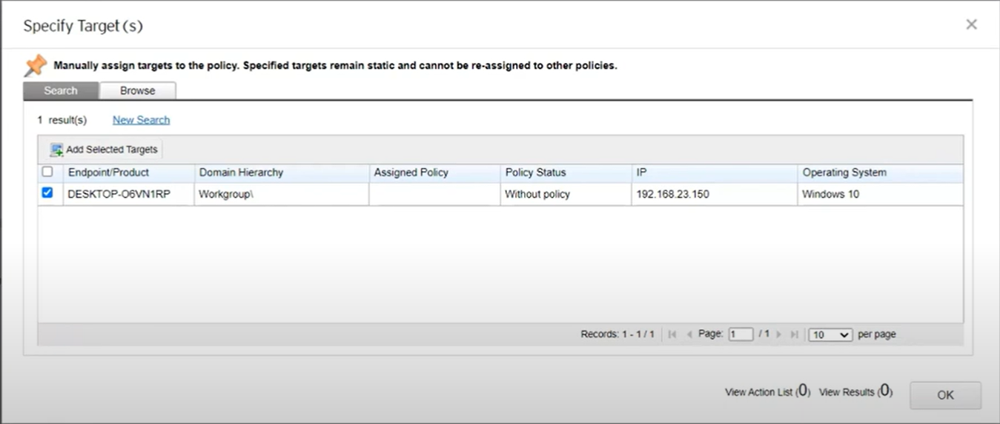 Specify Target(s)
Manually assign targets to the policy. Specified targets remain static and cannot be re-assigned to other policies.
Search Browse
1 result(s) New Search
Add Selected Targets
Endpoint/Product Domain Hierarchy Assigned Policy Policy Status IP Operating System
DESKTOP-O6VN1RP Workgroup\ Without policy 192.168.23.150 Windows 10
Records: 1 - 1 / 1 Page: 1 / 1 10 per page
View Action List (0) View Results (0) OK